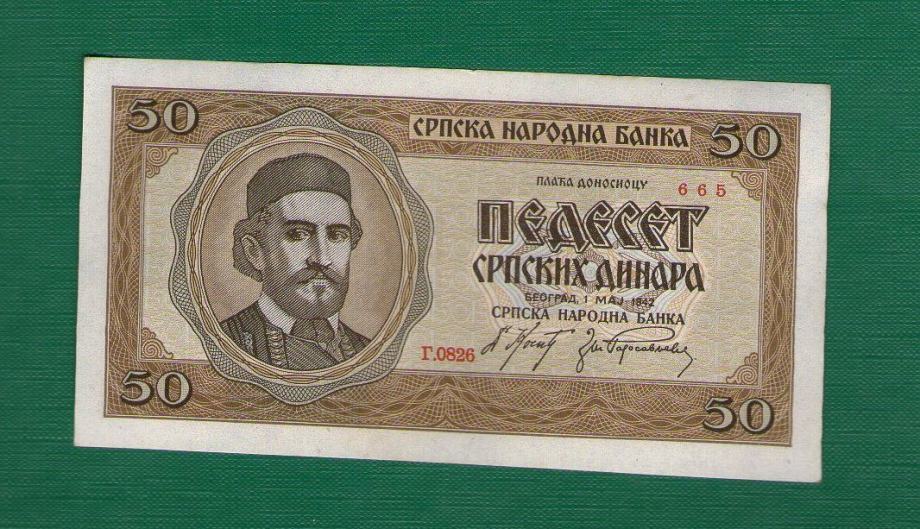 50
СРПСКА НАРОДНА БАНКА
50
ПЛАЋА ДОНОСИОЦУ
665
ПЕДЕСЕТ
СРПСКИХ ДИНАРА
БЕОГРАД, 1 МАЈ 1942
СРПСКА НАРОДНА БАНКА
Г.0826
50
50